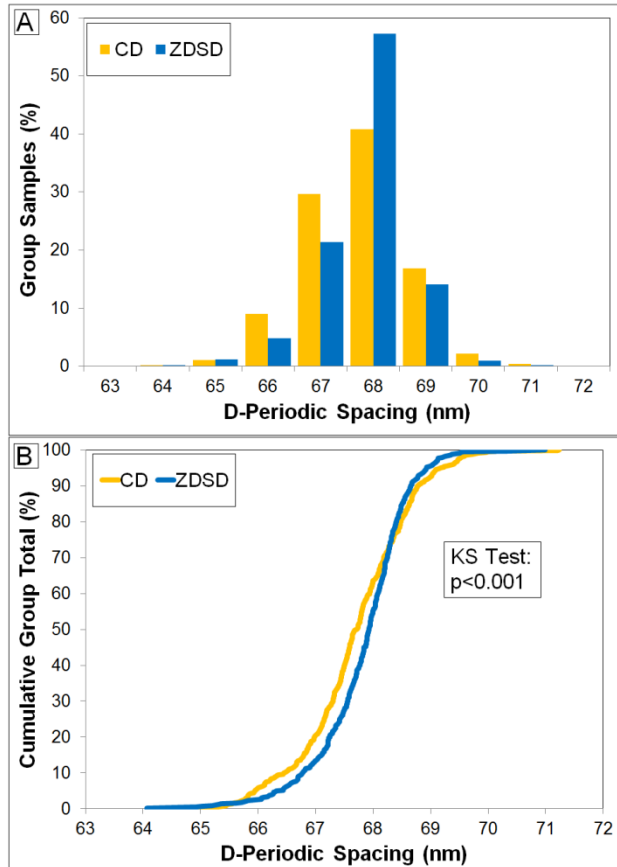 A
CD ZDSD
Group Samples (%)
60
50
40
30
20
10
0
63 64 65 66 67 68 69 70 71 72
D-Periodic Spacing (nm)
B
CD ZDSD
Cumulative Group Total (%)
100
90
80
70
60
50
40
30
20
10
0
KS Test:
p<0.001
63 64 65 66 67 68 69 70 71 72
D-Periodic Spacing (nm)